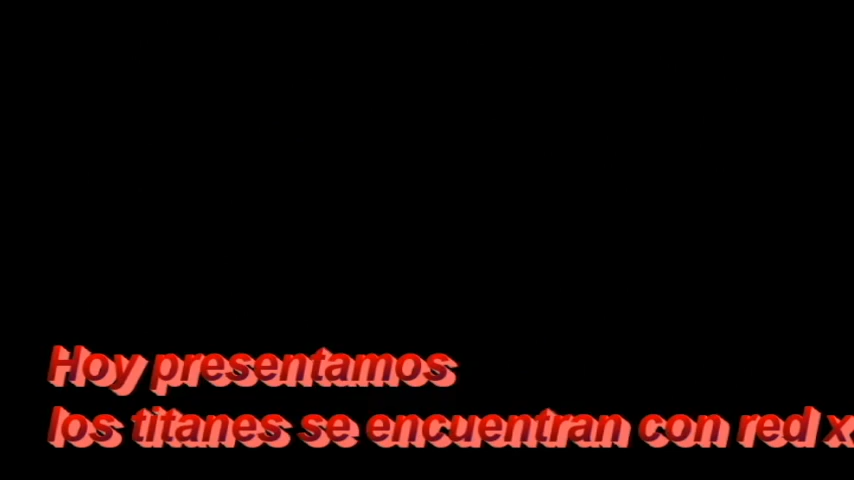 Hoy presentamos
los titanes se encuentran con red x